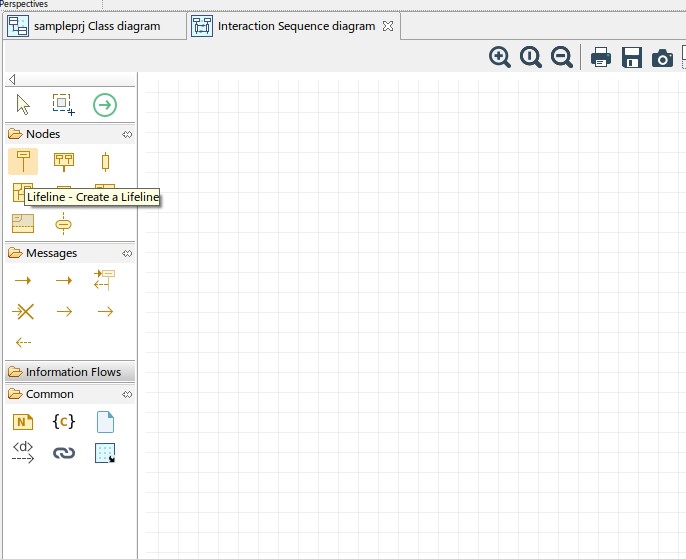 Perspectives
sampleprj Class diagram
Interaction Sequence diagram
Nodes
Lifeline - Create a Lifeline
Messages
Information Flows
Common
N
{c}
<d>